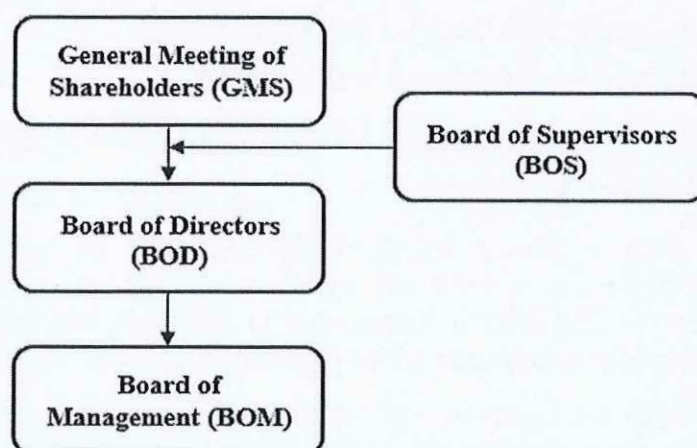 General Meeting of
Shareholders (GMS)
Board of Supervisors
(BOS)
Board of Directors
(BOD)
Board of
Management (BOM)